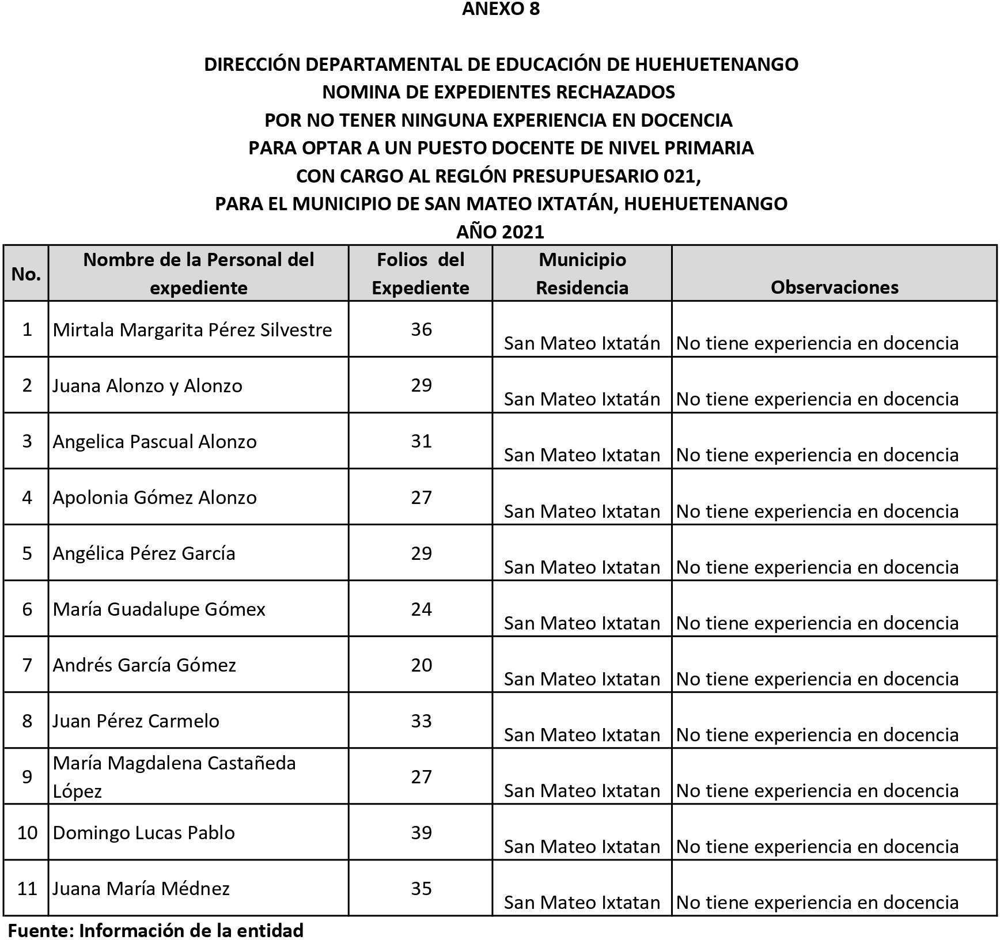 ANEXO 8
DIRECCIÓN DEPARTAMENTAL DE EDUCACIÓN DE HUEHUETENANGO
NOMINA DE EXPEDIENTES RECHAZADOS
POR NO TENER NINGUNA EXPERIENCIA EN DOCENCIA
PARA OPTAR A UN PUESTO DOCENTE DE NIVEL PRIMARIA
CON CARGO AL REGLÓN PRESUPUESARIO 021,
PARA EL MUNICIPIO DE SAN MATEO IXTATÁN, HUEHUETENANGO
AÑO 2021
No. Nombre de la Personal del expediente Folios del Expediente Municipio Residencia Observaciones
1 Mirtala Margarita Pérez Silvestre 36 San Mateo Ixtatán No tiene experiencia en docencia
2 Juana Alonzo y Alonzo 29 San Mateo Ixtatán No tiene experiencia en docencia
3 Angelica Pascual Alonzo 31 San Mateo Ixtatan No tiene experiencia en docencia
4 Apolonia Gómez Alonzo 27 San Mateo Ixtatan No tiene experiencia en docencia
5 Angélica Pérez García 29 San Mateo Ixtatan No tiene experiencia en docencia
6 María Guadalupe Gómex 24 San Mateo Ixtatan No tiene experiencia en docencia
7 Andrés García Gómez 20 San Mateo Ixtatan No tiene experiencia en docencia
8 Juan Pérez Carmelo 33 San Mateo Ixtatan No tiene experiencia en docencia
9 María Magdalena Castañeda López 27 San Mateo Ixtatan No tiene experiencia en docencia
10 Domingo Lucas Pablo 39 San Mateo Ixtatan No tiene experiencia en docencia
11 Juana María Médnez 35 San Mateo Ixtatan No tiene experiencia en docencia
Fuente: Información de la entidad